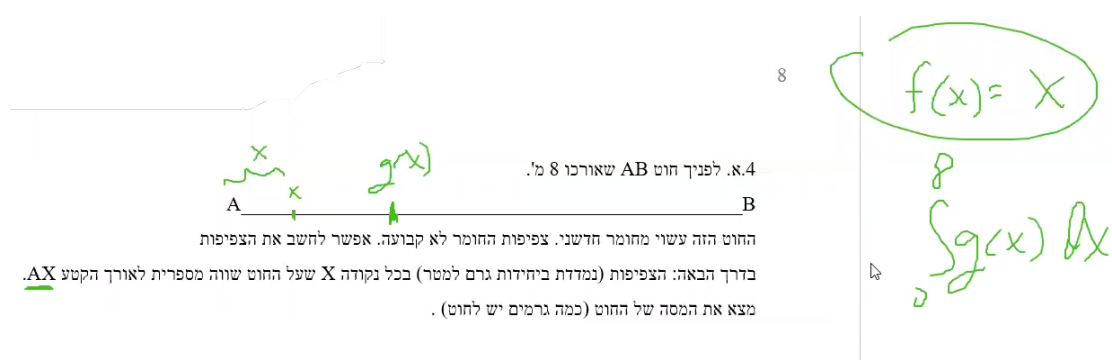 8
f(x)= x
x
g(x)
4.א. לפניך חוט AB שאורכו 8 מ'.
x
A B
החוט הזה עשוי מחומר חדשני. צפיפות החומר לא קבועה. אפשר לחשב את הצפיפות
בדרך הבאה: הצפיפות (נמדדת ביחידות גרם למטר) בכל נקודה X שעל החוט שווה מספרית לאורך הקטע AX.
מצא את המסה של החוט (כמה גרמים יש לחוט) .
8
∫g(x) dx
0